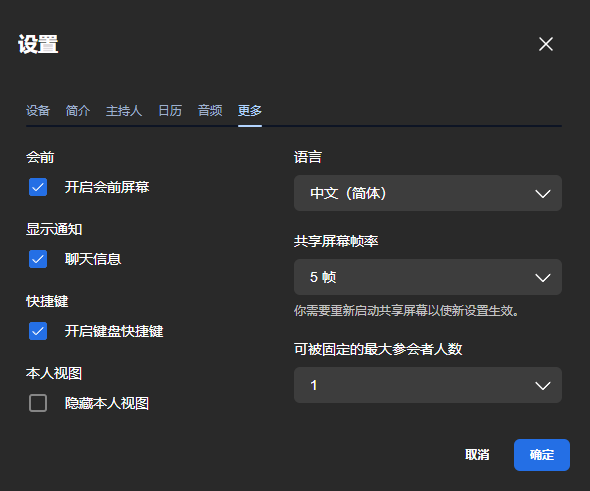 设置
设备 简介 主持人 日历 音频 更多
会前
开启会前屏幕
显示通知
聊天信息
快捷键
开启键盘快捷键
本人视图
隐藏本人视图
语言
中文（简体）
共享屏幕帧率
5 帧
你需要重新启动共享屏幕以使新设置生效。
可被固定的最大参会者人数
1
取消 确定